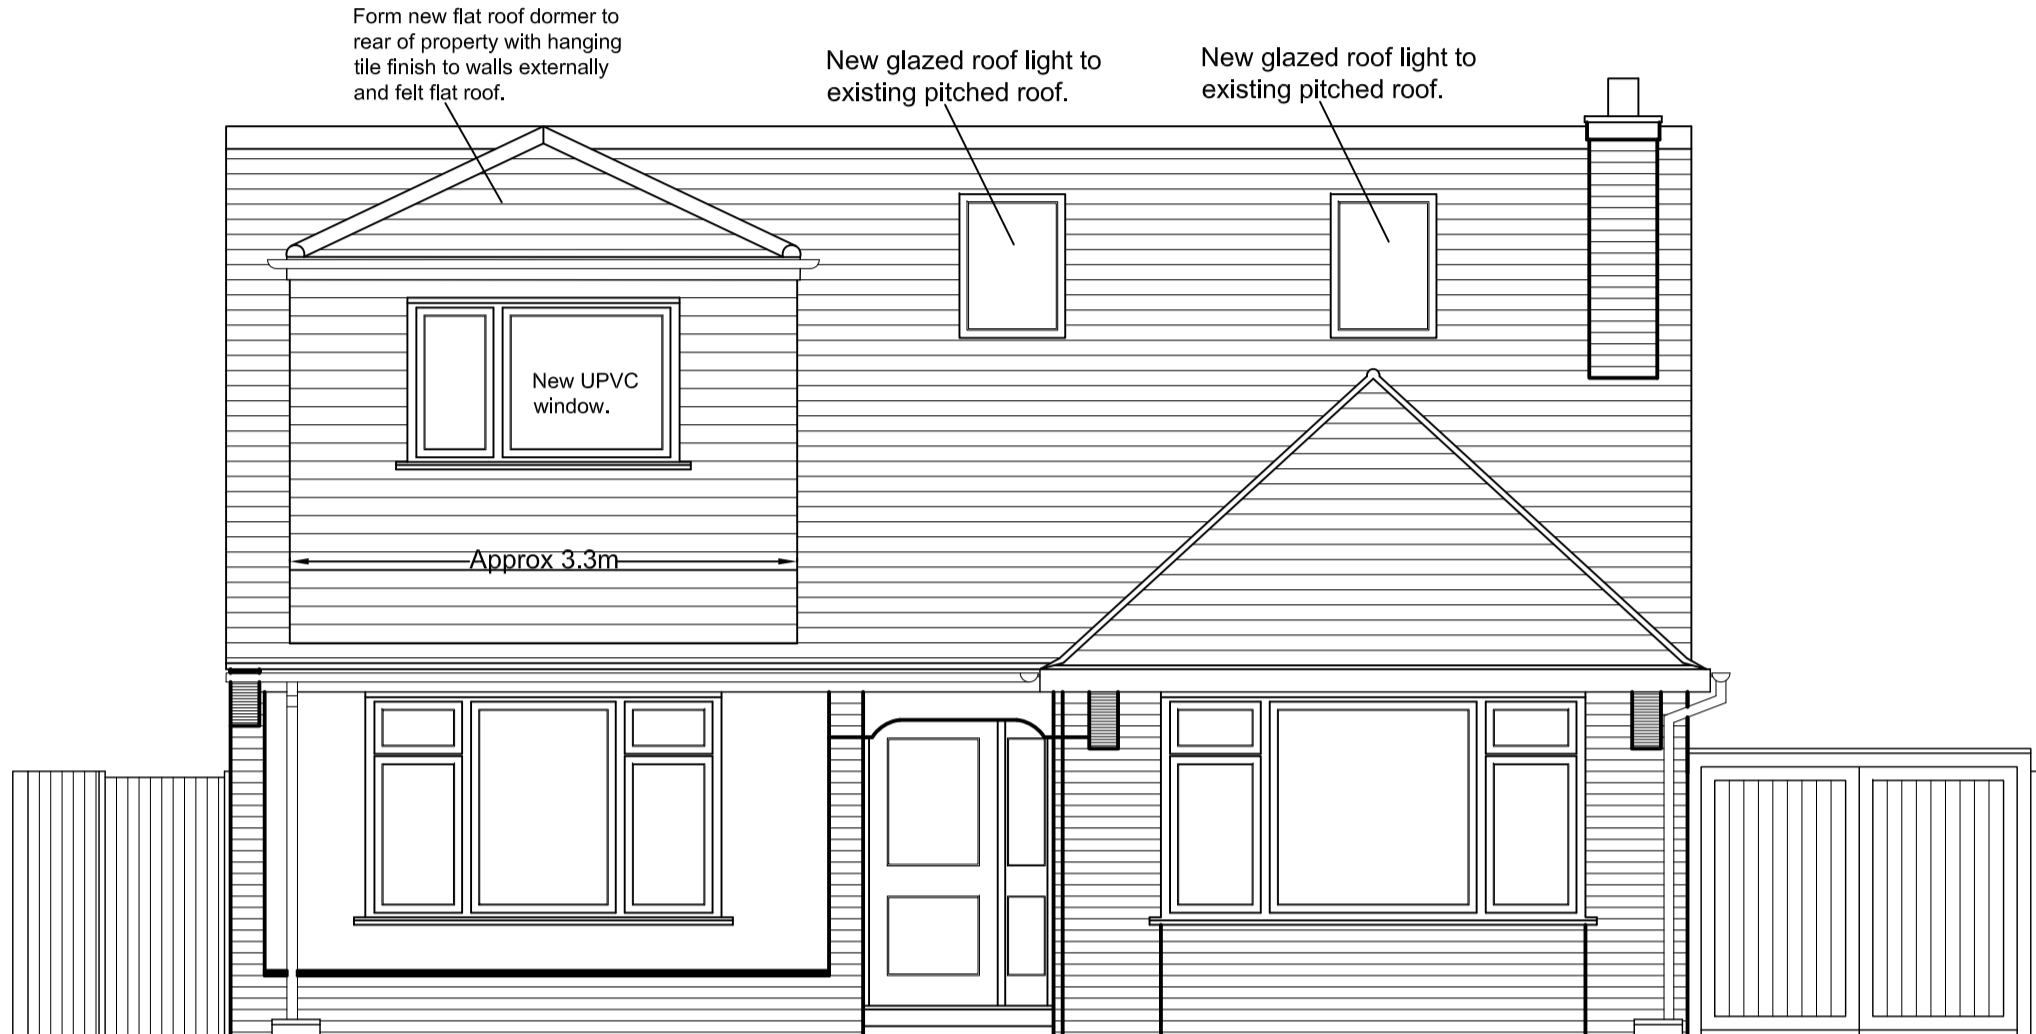 Form new flat roof dormer to
rear of property with hanging
tile finish to walls externally
and felt flat roof.
New glazed roof light to
existing pitched roof.
New glazed roof light to
existing pitched roof.
New UPVC
window.
Approx 3.3m